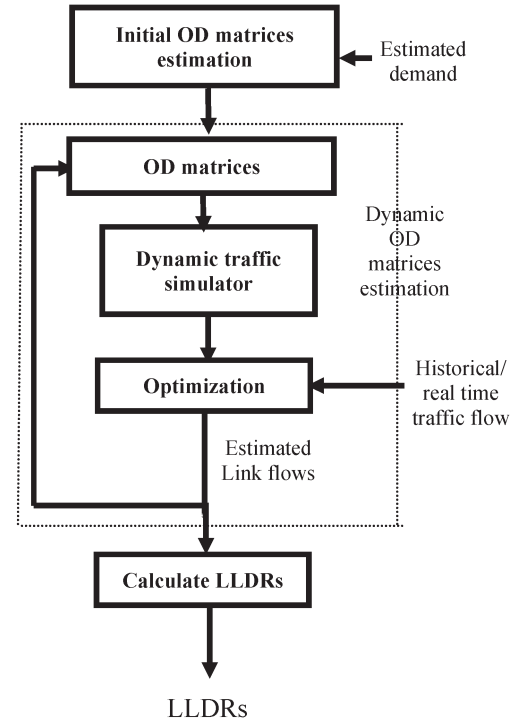 Initial OD matrices
estimation
Estimated
demand
OD matrices
Dynamic
OD
matrices
estimation
Dynamic traffic
simulator
Historical/
real time
traffic flow
Optimization
Estimated
Link flows
Calculate LLDRs
LLDRs